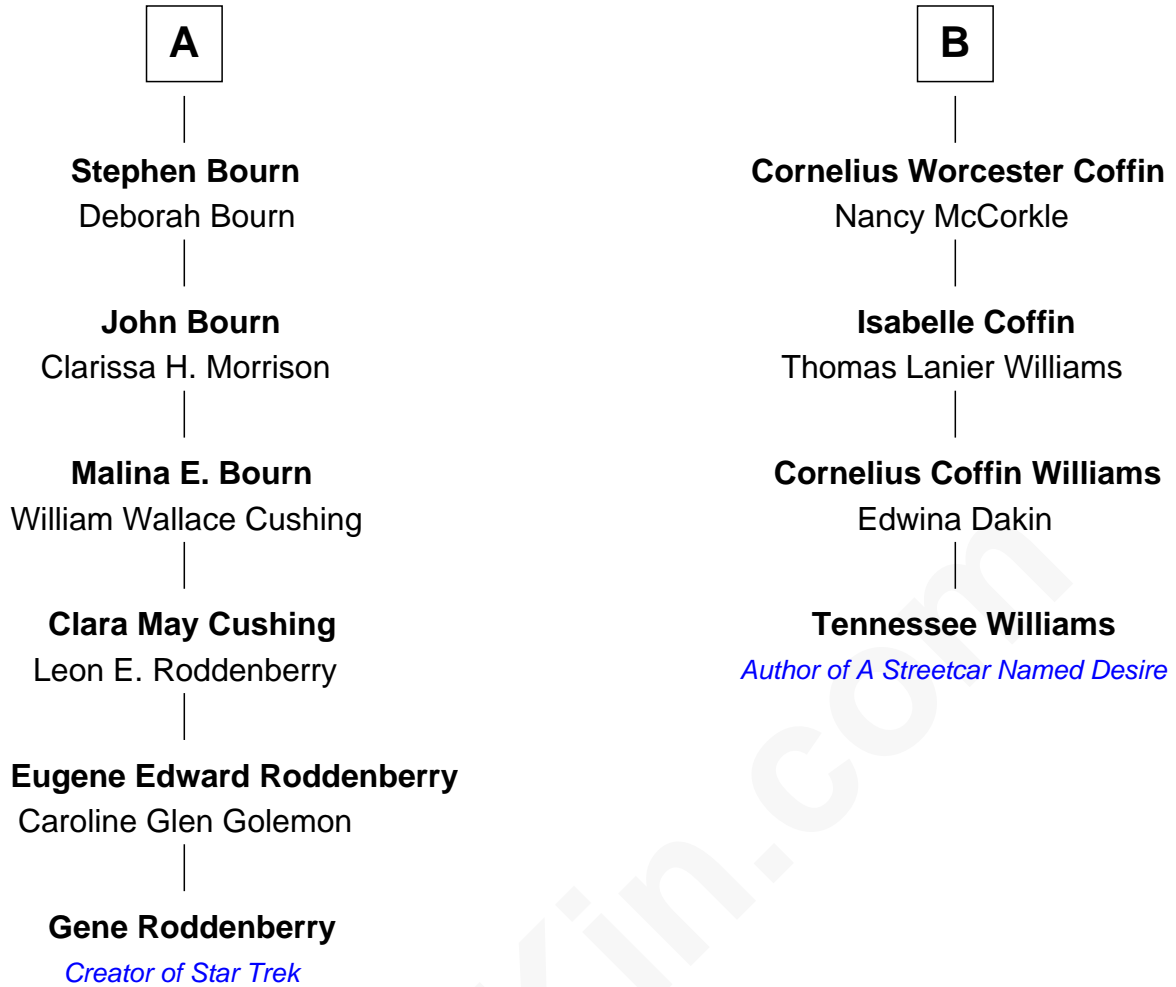 A
Stephen Bourn
Deborah Bourn
John Bourn
Clarissa H. Morrison
Malina E. Bourn
William Wallace Cushing
Clara May Cushing
Leon E. Roddenberry
Eugene Edward Roddenberry
Caroline Glen Golemon
Gene Roddenberry
Creator of Star Trek
B
Cornelius Worcester Coffin
Nancy McCorkle
Isabelle Coffin
Thomas Lanier Williams
Cornelius Coffin Williams
Edwina Dakin
Tennessee Williams
Author of A Streetcar Named Desire
Kin.com